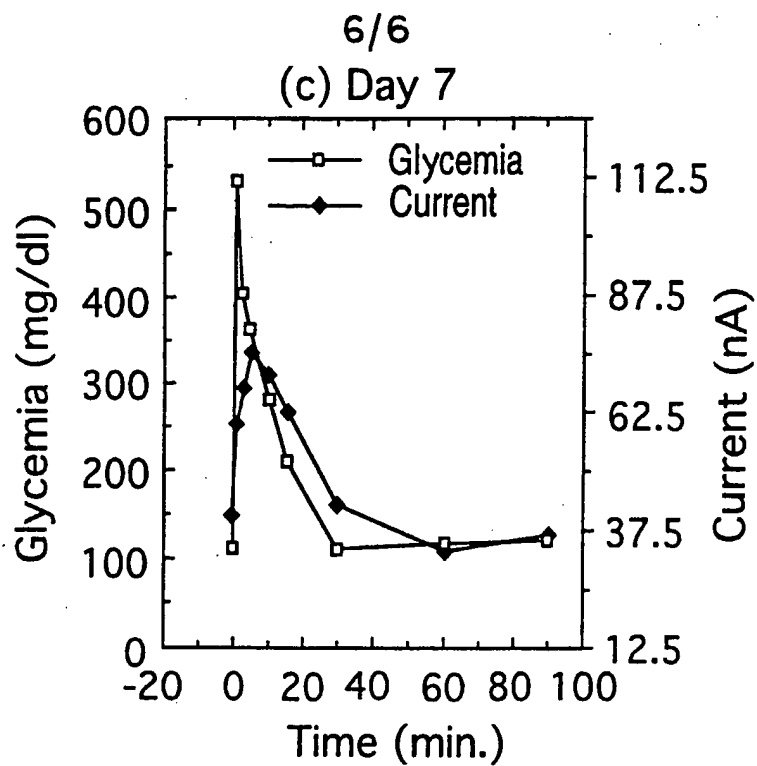 6/6
(c) Day 7
Glycemia
Current
600
500
400
300
200
100
0
Glycemia (mg/dl)
112.5
87.5
62.5
37.5
12.5
Current (nA)
-20 0 20 40 60 80 100
Time (min.)